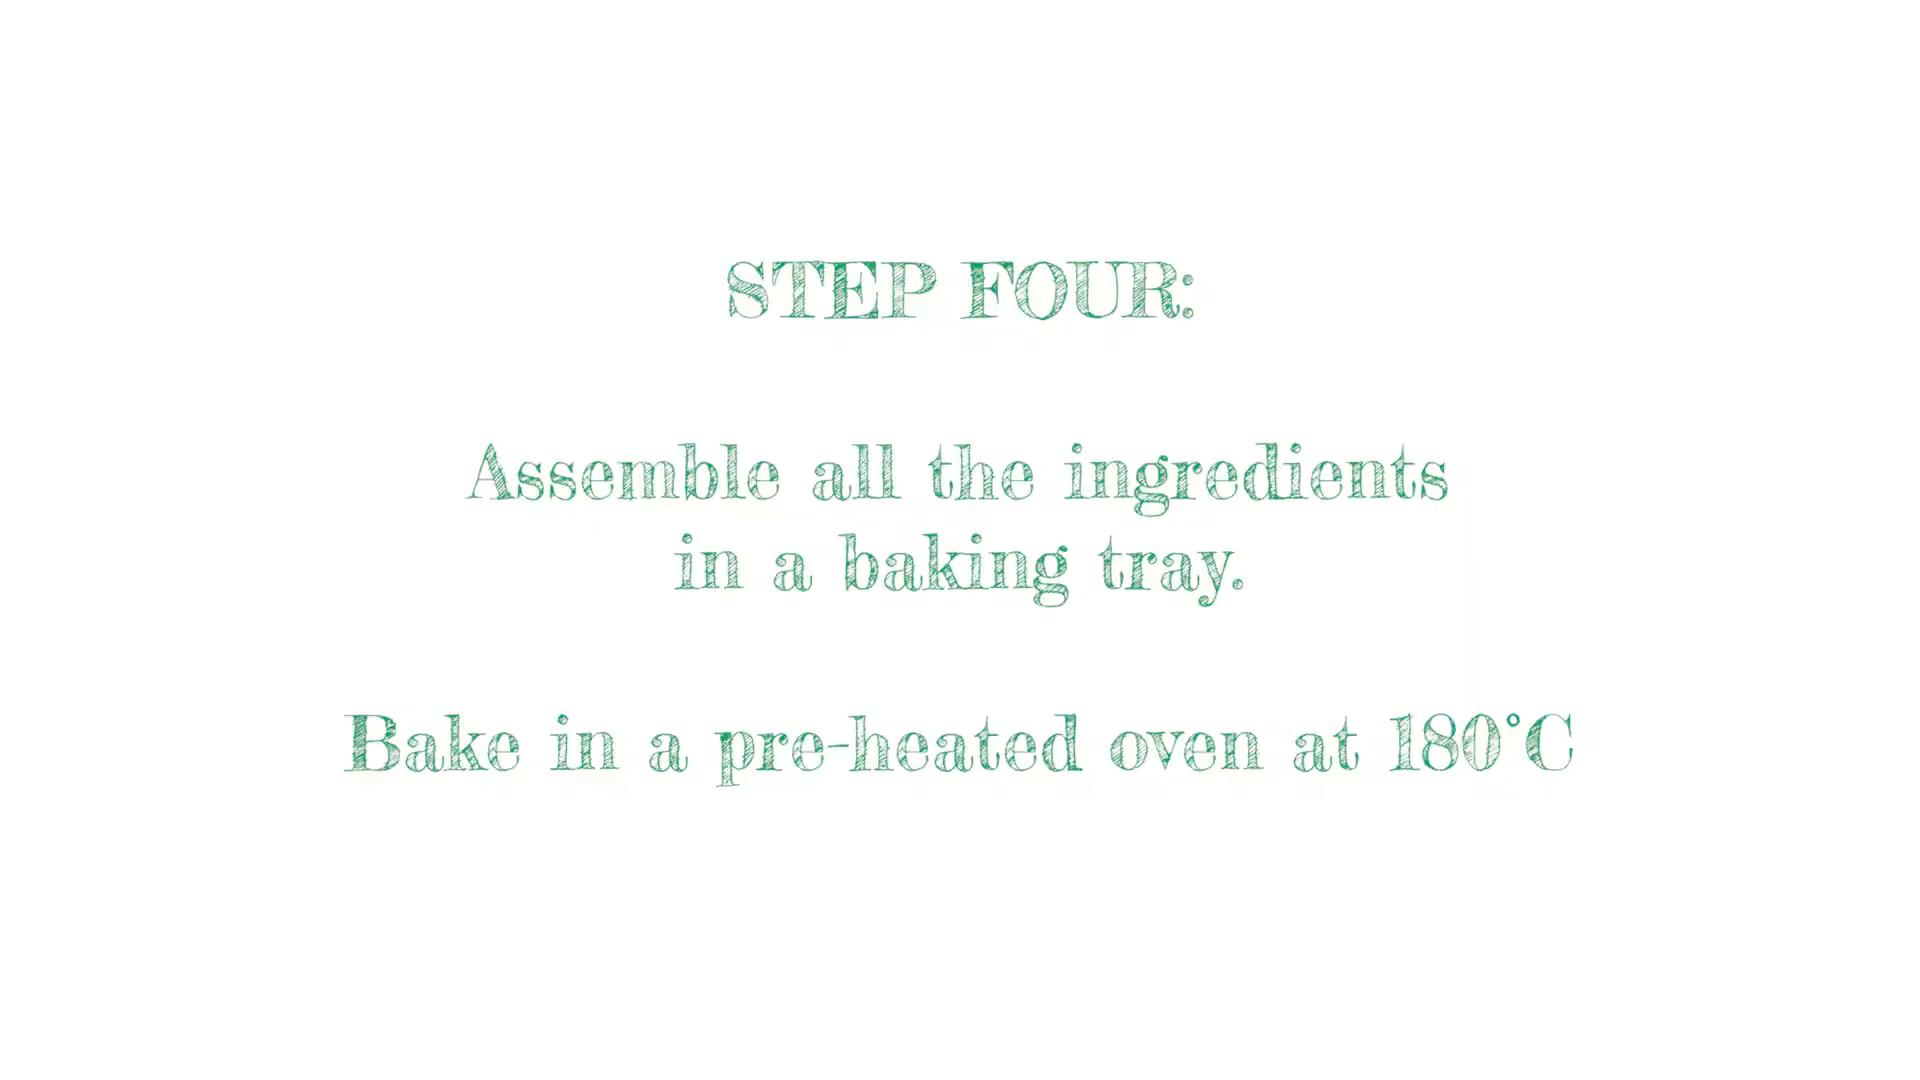 STEP FOUR:
Assemble all the ingredients
in a baking tray.
Bake in a pre-heated oven at 180°C